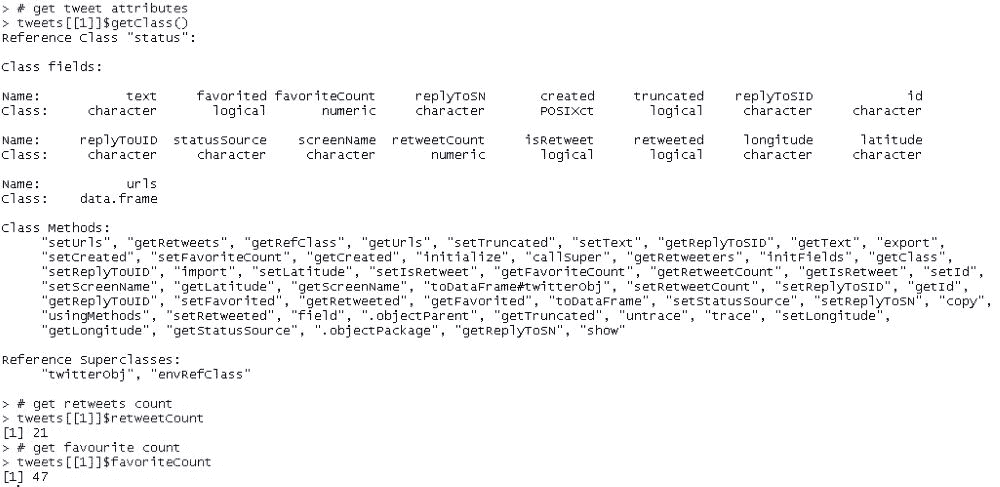 > # get tweet attributes
> tweets[[1]]$getClass()
Reference Class "status":
Class fields:
Name: text favorited favoriteCount replyToSN created truncated replyToSID id
Class: character logical numeric character POSIXct logical character character
Name: replyToUID statusSource screenName retweetCount isRetweet retweeted longitude latitude
Class: character character character numeric logical logical character character
Name: urls
Class: data.frame
Class Methods:
"setUrls", "getRetweets", "getRefClass", "getUrls", "setTruncated", "setText", "getReplyToSID", "getText", "export",
"setCreated", "setFavoriteCount", "getCreated", "initialize", "callSuper", "getRetweeters", "initFields", "getClass",
"setReplyToUID", "import", "setLatitude", "setIsRetweet", "getFavoriteCount", "getRetweetCount", "getIsRetweet", "setId",
"setScreenName", "getLatitude", "getScreenName", "toDataFrame#twitterObj", "setRetweetCount", "setReplyToSID", "getId",
"getReplyToUID", "setFavorited", "getRetweeted", "getFavorited", "toDataFrame", "setStatusSource", "setReplyToSN", "copy",
"usingMethods", "setRetweeted", "field", ".objectParent", "getTruncated", "untrace", "trace", "setLongitude",
"getLongitude", "getStatusSource", ".objectPackage", "getReplyToSN", "show"
Reference Superclasses:
"twitterObj", "envRefClass"
> # get retweets count
> tweets[[1]]$retweetCount
[1] 21
> # get favourite count
> tweets[[1]]$favoriteCount
[1] 47